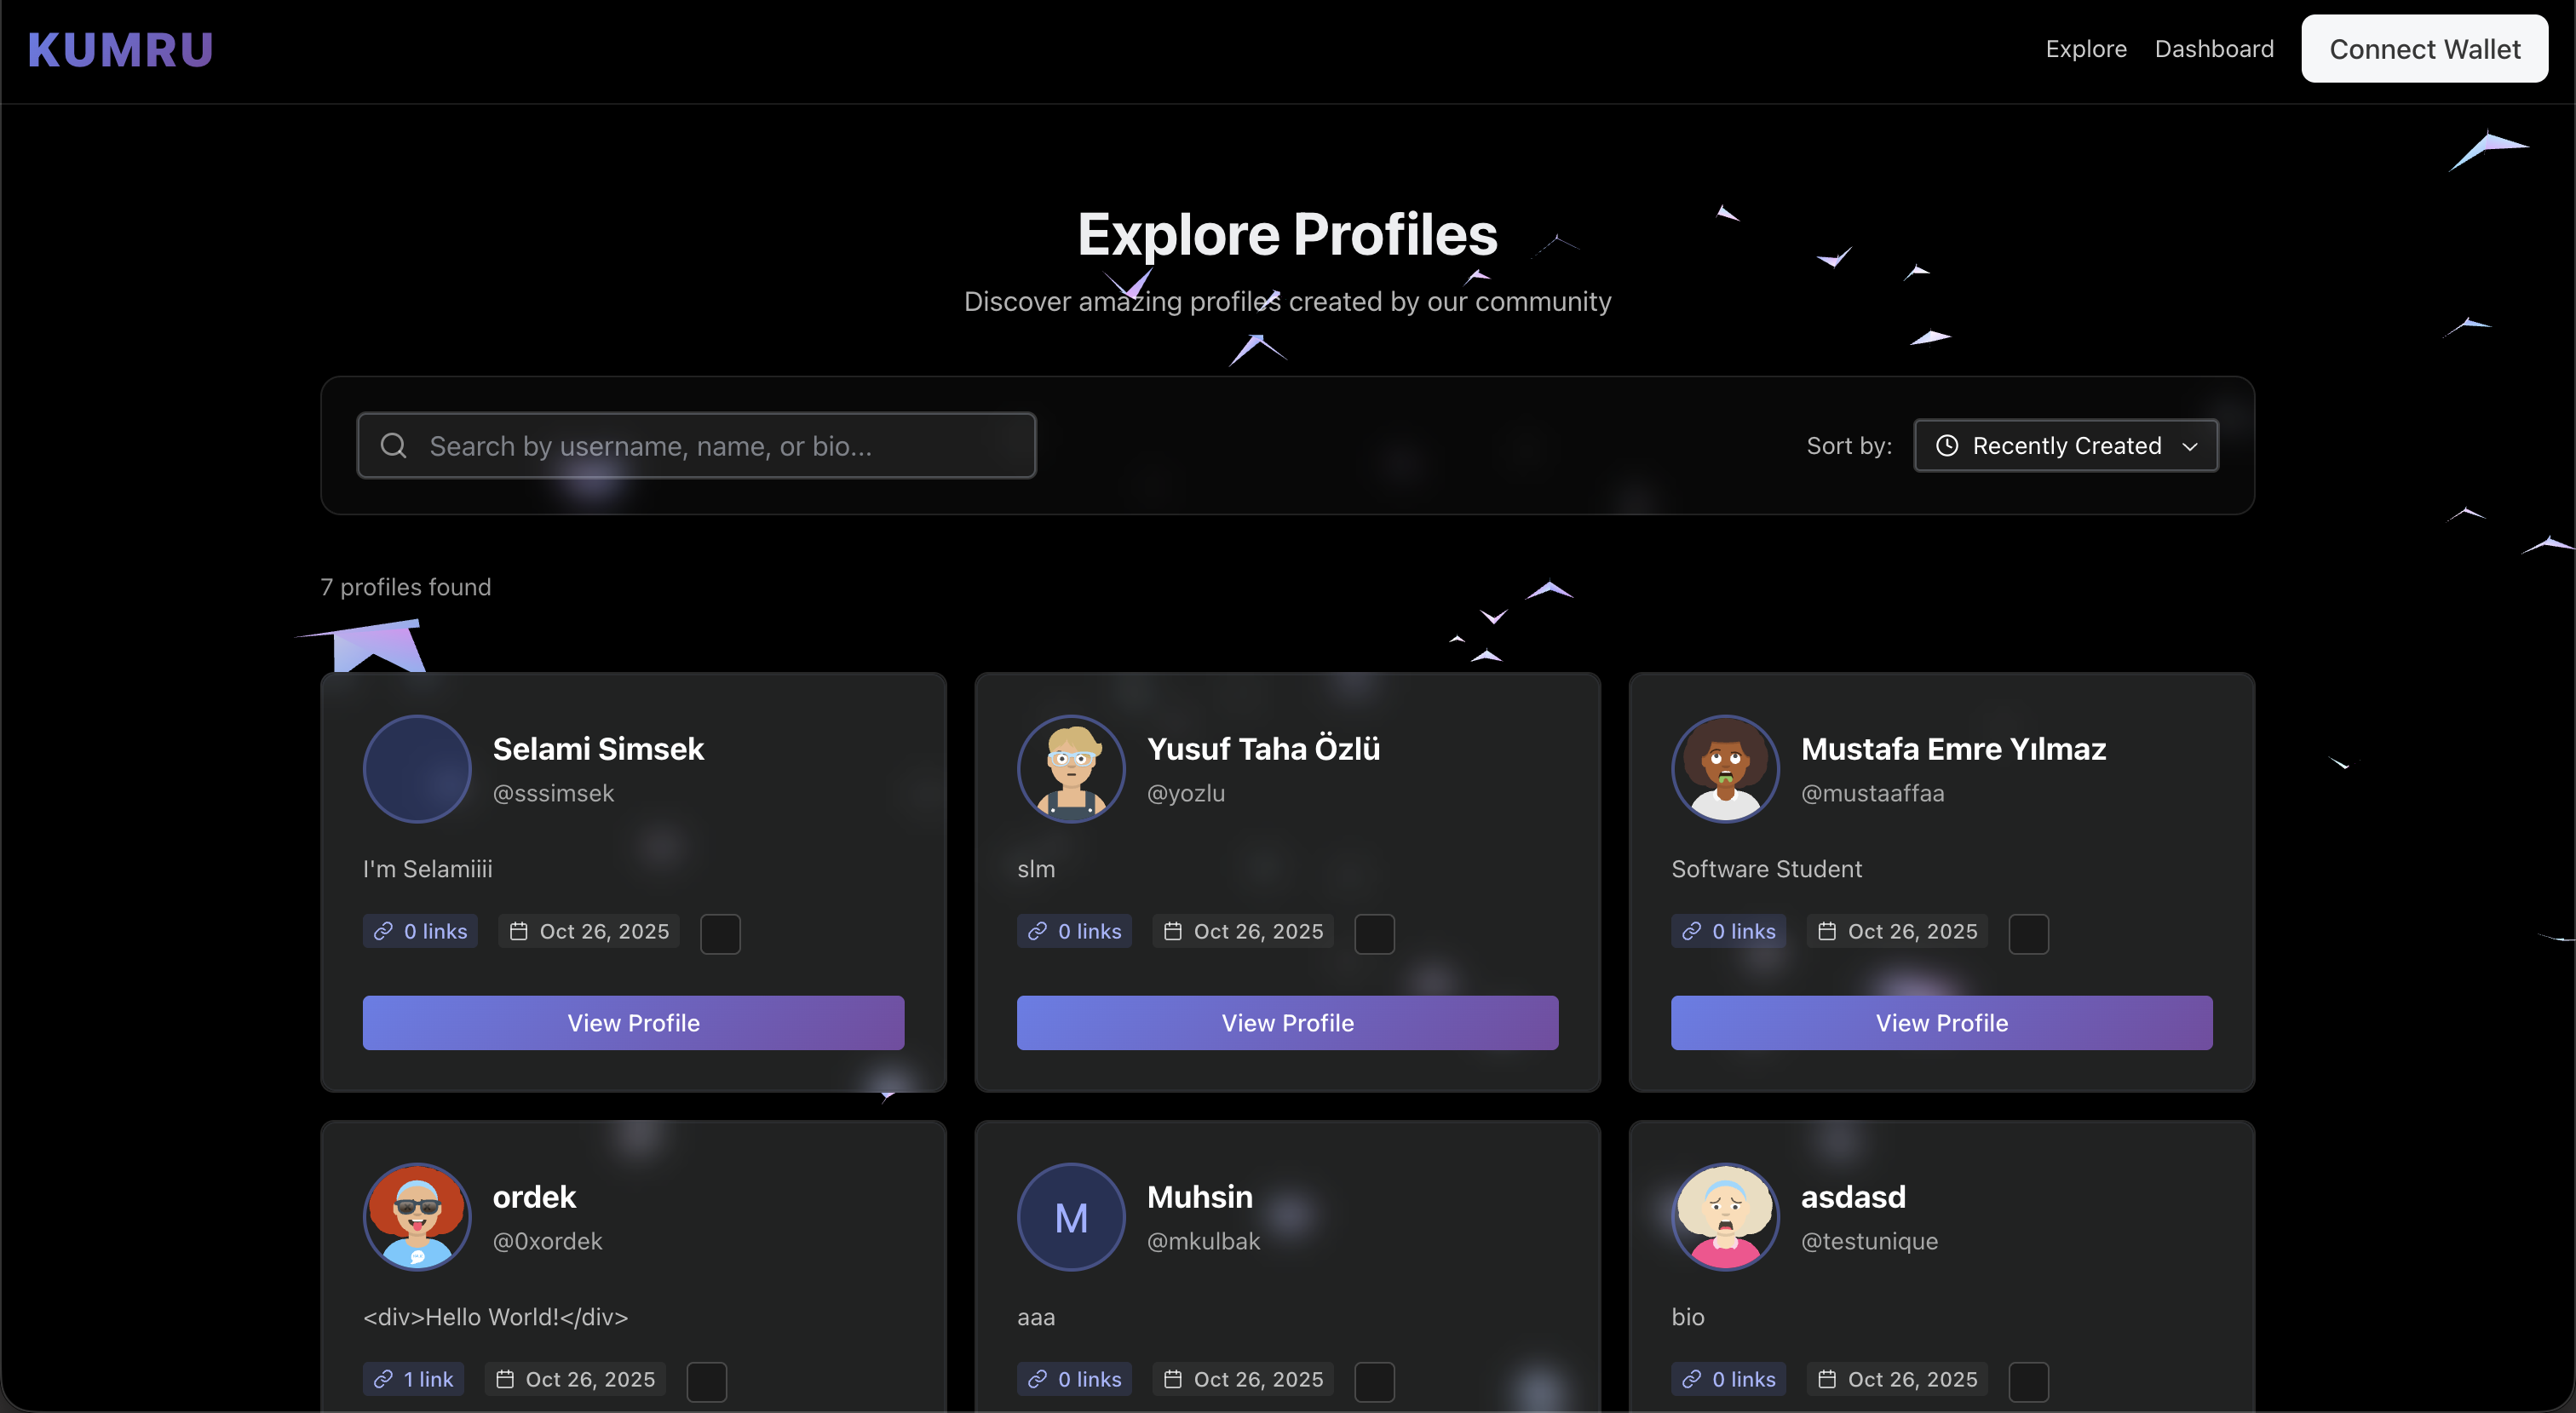 KUMRU
Explore
Dashboard
Connect Wallet
Explore Profiles
Discover amazing profiles created by our community
Search by username, name, or bio...
Sort by:
Recently Created
7 profiles found
Selami Simsek
@sssimsek
I'm Selamiiii
0 links
Oct 26, 2025
View Profile
Yusuf Taha Özlü
@yozlu
slm
0 links
Oct 26, 2025
View Profile
Mustafa Emre Yılmaz
@mustaaffaa
Software Student
0 links
Oct 26, 2025
View Profile
ordek
@0xordek
<div>Hello World!</div>
1 link
Oct 26, 2025
M
Muhsin
@mkulbak
aaa
0 links
Oct 26, 2025
asdasd
@testunique
bio
0 links
Oct 26, 2025